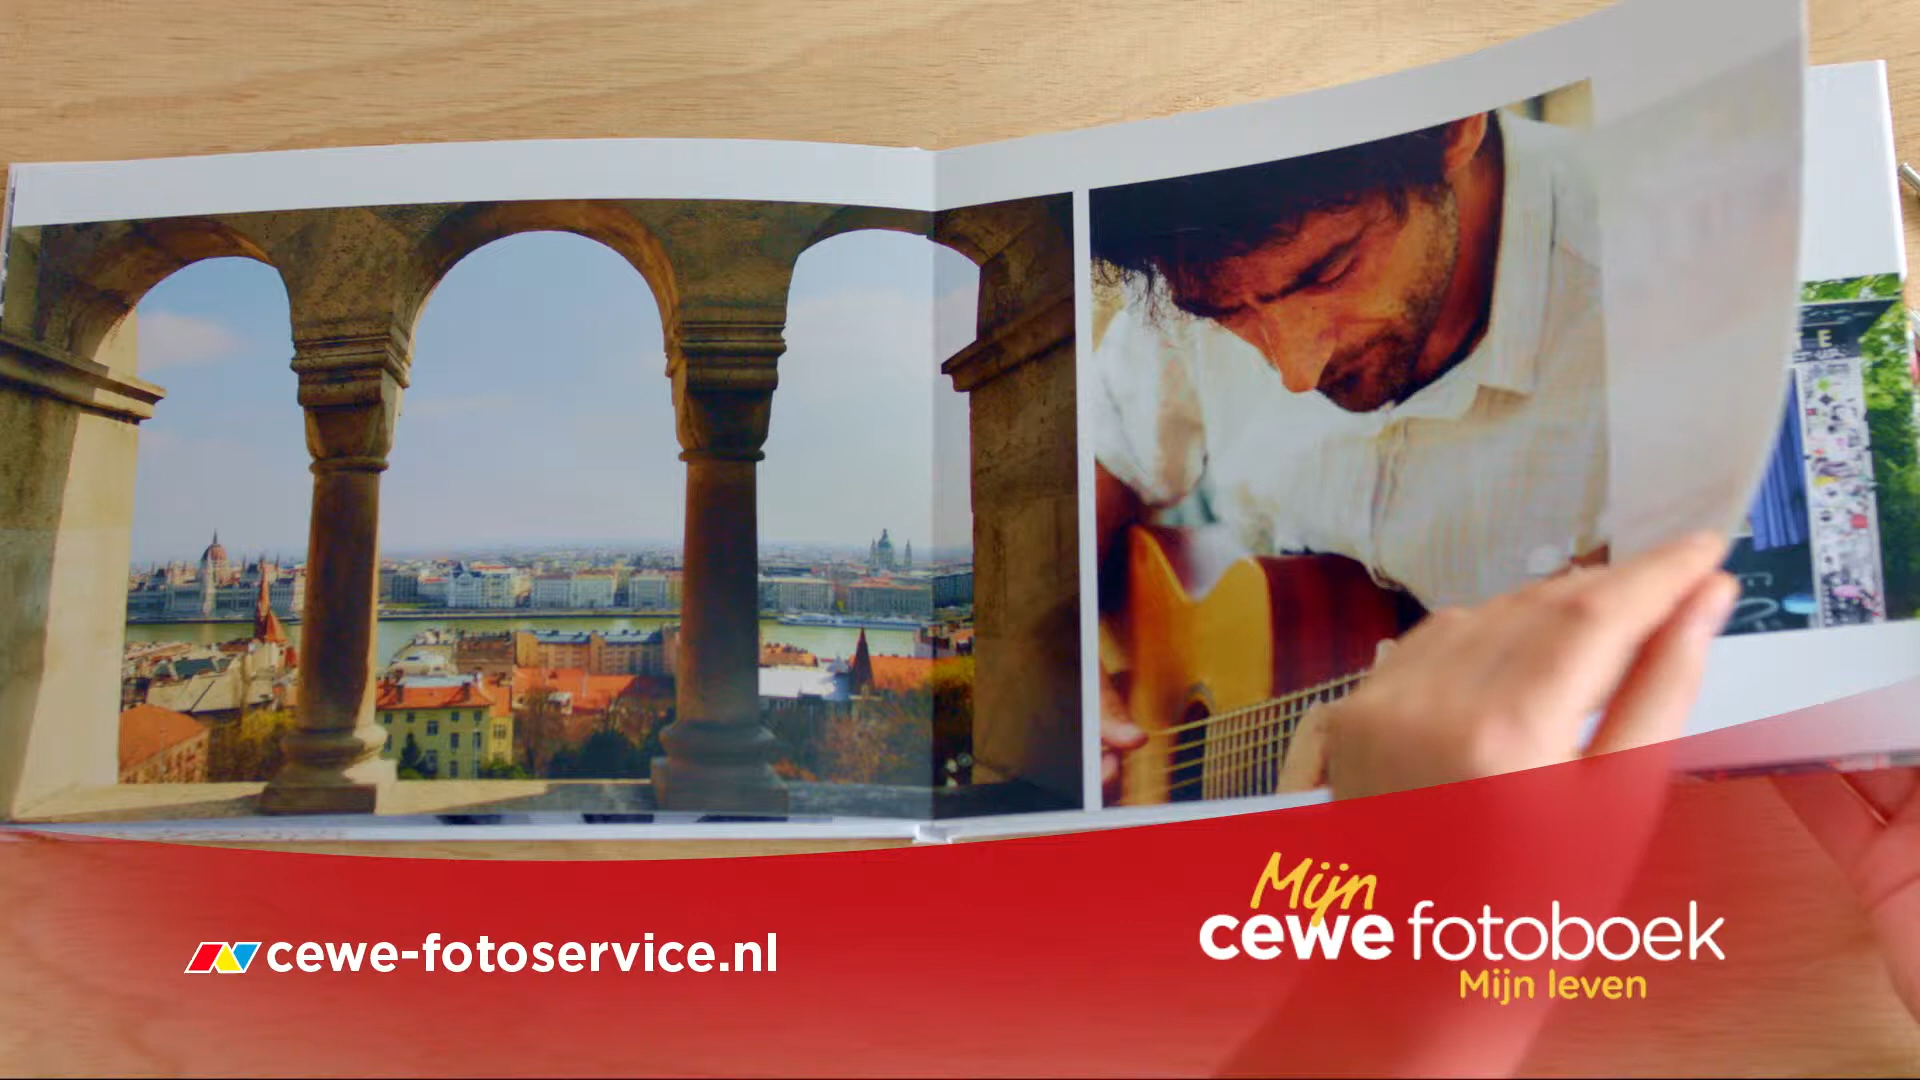 cewe-fotoservice.nl
Mijn
cewe fotoboek
Mijn leven